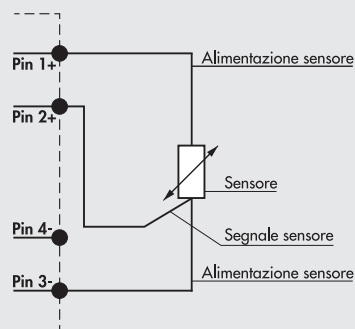 Pin 1+
Alimentazione sensore
Pin 2+
Sensore
Pin 4-
Segnale sensore
Pin 3-
Alimentazione sensore